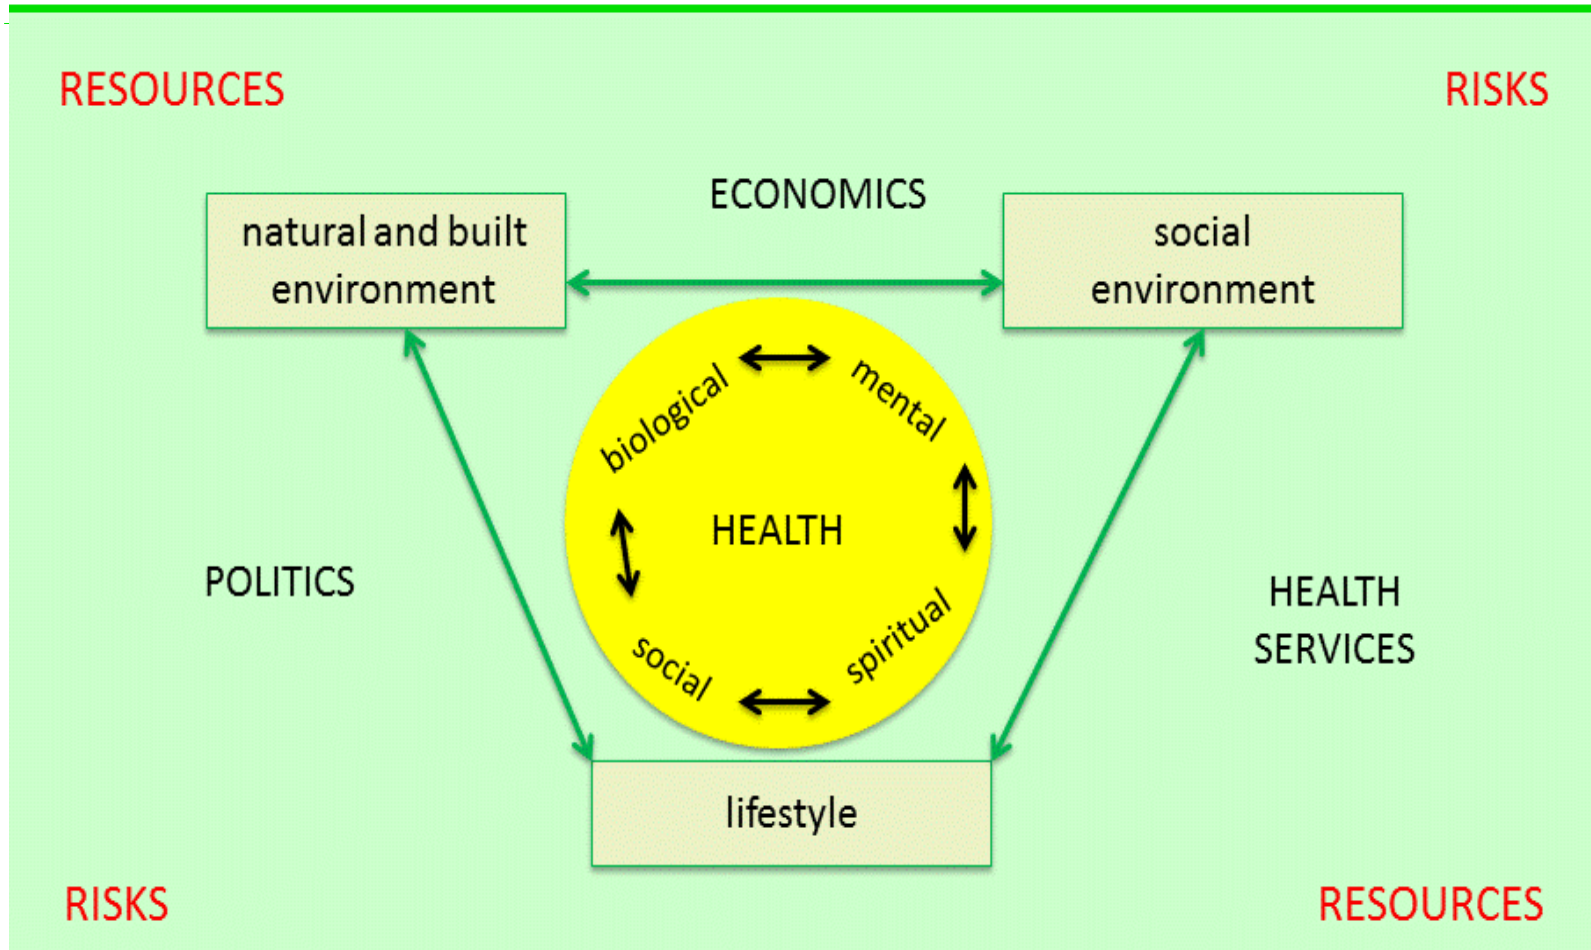 RESOURCES
RISKS
ECONOMICS
natural and built
environment
social
environment
biological
mental
HEALTH
POLITICS
HEALTH
SERVICES
social
spiritual
lifestyle
RISKS
RESOURCES